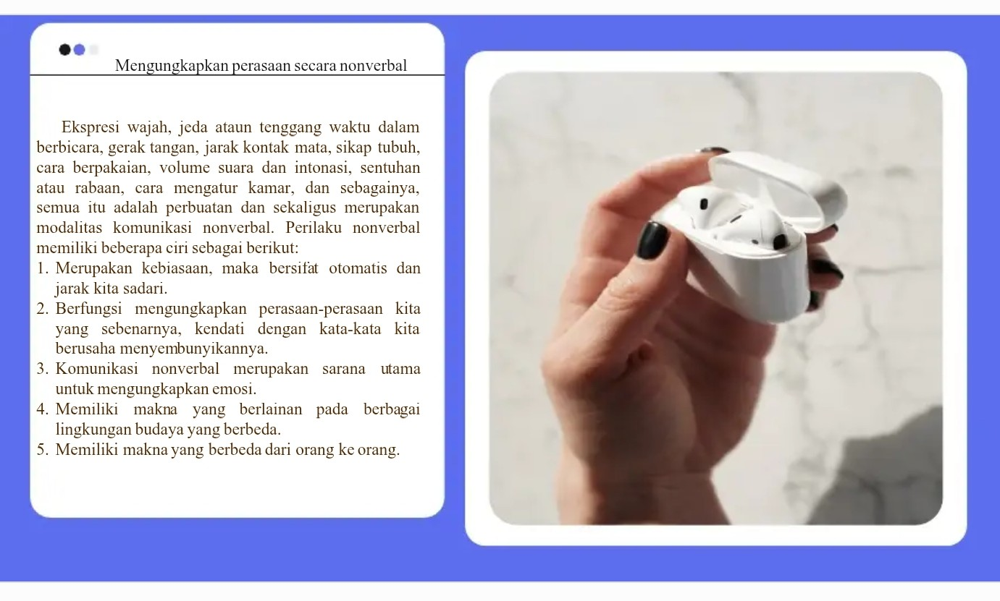 Mengungkapkan perasaan secara nonverbal
Ekspresi wajah, jeda ataun tenggang waktu dalam
berbicara, gerak tangan, jarak kontak mata, sikap tubuh,
cara berpakaian, volume suara dan intonasi, sentuhan
atau rabaan, cara mengatur kamar, dan sebagainya,
semua itu adalah perbuatan dan sekaligus merupakan
modalitas komunikasi nonverbal. Perilaku nonverbal
memiliki beberapa ciri sebagai berikut:
1. Merupakan kebiasaan, maka bersifat otomatis dan
jarak kita sadari.
2. Berfungsi mengungkapkan perasaan-perasaan kita
yang sebenarnya, kendati dengan kata-kata kita
berusaha menyembunyikannya.
3. Komunikasi nonverbal merupakan sarana utama
untuk mengungkapkan emosi.
4. Memiliki makna yang berlainan pada berbagai
lingkungan budaya yang berbeda.
5. Memiliki makna yang berbeda dari orang ke orang.